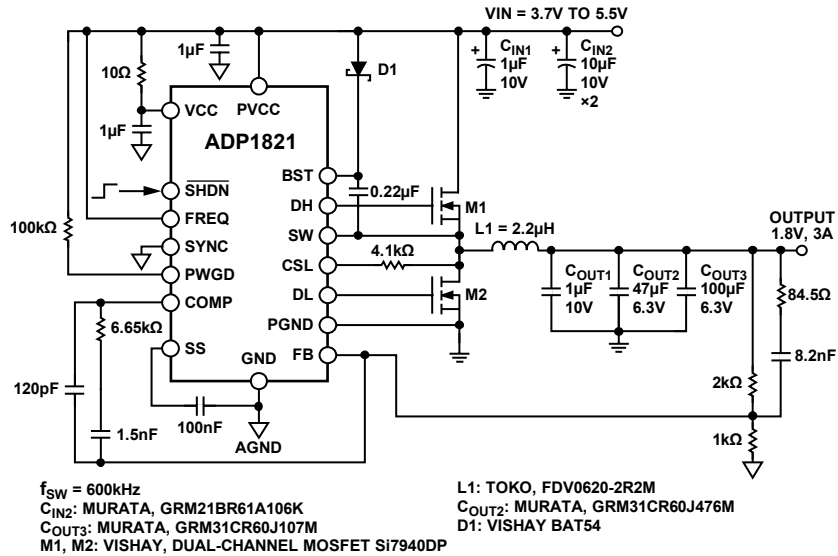 VIN = 3.7V TO 5.5V
1µF
10Ω
D1
CIN1
1µF
10V
CIN2
10µF
10V
×2
VCC
PVCC
1µF
ADP1821
BST
0.22µF
SHDN
DH
M1
FREQ
SW
L1 = 2.2µH
OUTPUT
1.8V, 3A
100kΩ
SYNC
CSL
4.1kΩ
PWGD
DL
M2
COUT1
1µF
10V
COUT2
47µF
6.3V
COUT3
100µF
6.3V
84.5Ω
COMP
PGND
6.65kΩ
SS
GND
FB
8.2nF
120pF
2kΩ
1.5nF
100nF
AGND
1kΩ
fSW = 600kHz
CIN2: MURATA, GRM21BR61A106K
COUT3: MURATA, GRM31CR60J107M
M1, M2: VISHAY, DUAL-CHANNEL MOSFET Si7940DP
L1: TOKO, FDV0620-2R2M
COUT2: MURATA, GRM31CR60J476M
D1: VISHAY BAT54